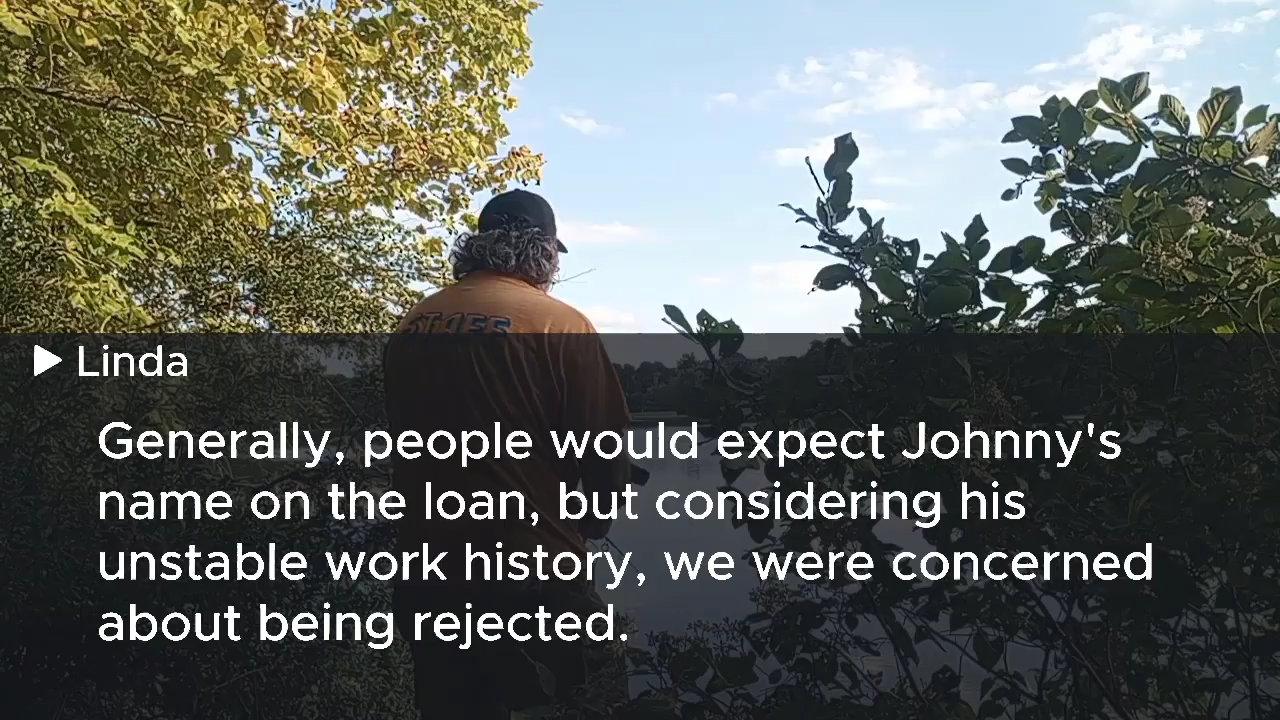 STAFF
Linda
Generally, people would expect Johnny's
name on the loan, but considering his
unstable work history, we were concerned
about being rejected.